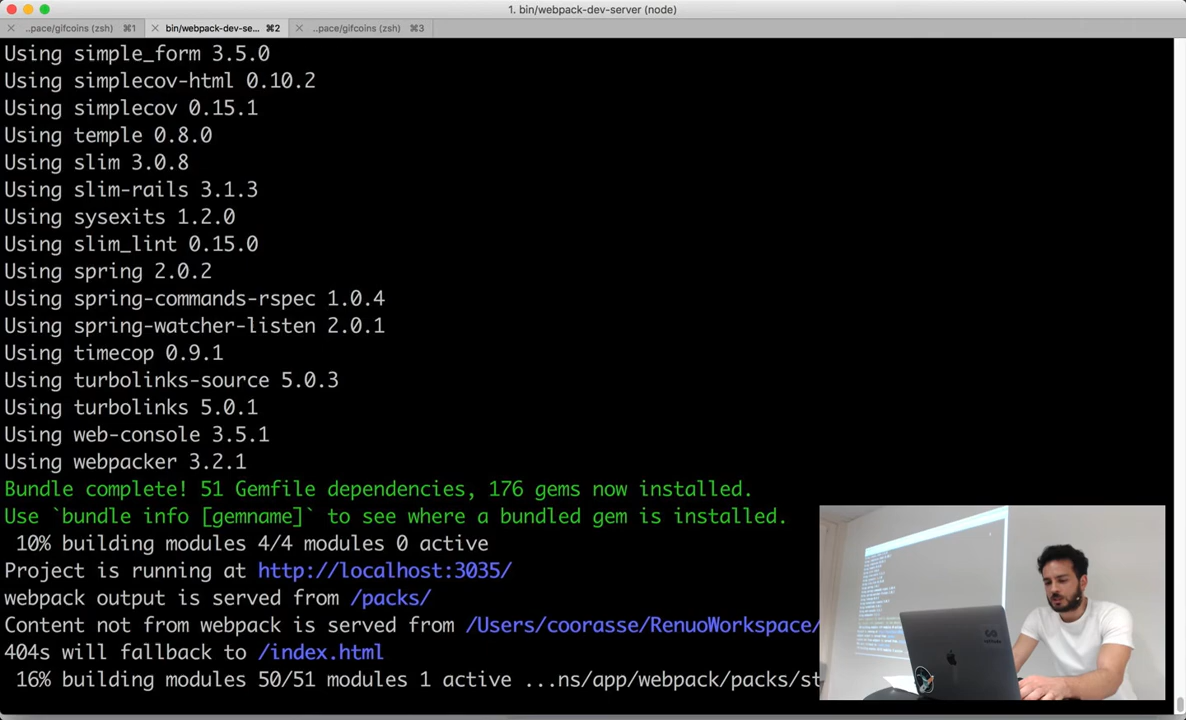 1. bin/webpack-dev-server (node)
..pace/gifcoins (zsh) ⌘1 bin/webpack-dev-se... ⌘2 ..pace/gifcoins (zsh) ⌘3
Using simple_form 3.5.0
Using simplecov-html 0.10.2
Using simplecov 0.15.1
Using temple 0.8.0
Using slim 3.0.8
Using slim-rails 3.1.3
Using sysexits 1.2.0
Using slim_lint 0.15.0
Using spring 2.0.2
Using spring-commands-rspec 1.0.4
Using spring-watcher-listen 2.0.1
Using timecop 0.9.1
Using turbolinks-source 5.0.3
Using turbolinks 5.0.1
Using web-console 3.5.1
Using webpacker 3.2.1
Bundle complete! 51 Gemfile dependencies, 176 gems now installed.
Use `bundle info [gemname]` to see where a bundled gem is installed.
10% building modules 4/4 modules 0 active
Project is running at http://localhost:3035/
webpack output is served from /packs/
Content not from webpack is served from /Users/coorasse/RenuoWorkspace/
404s will fallback to /index.html
16% building modules 50/51 modules 1 active ...ns/app/webpack/packs/st